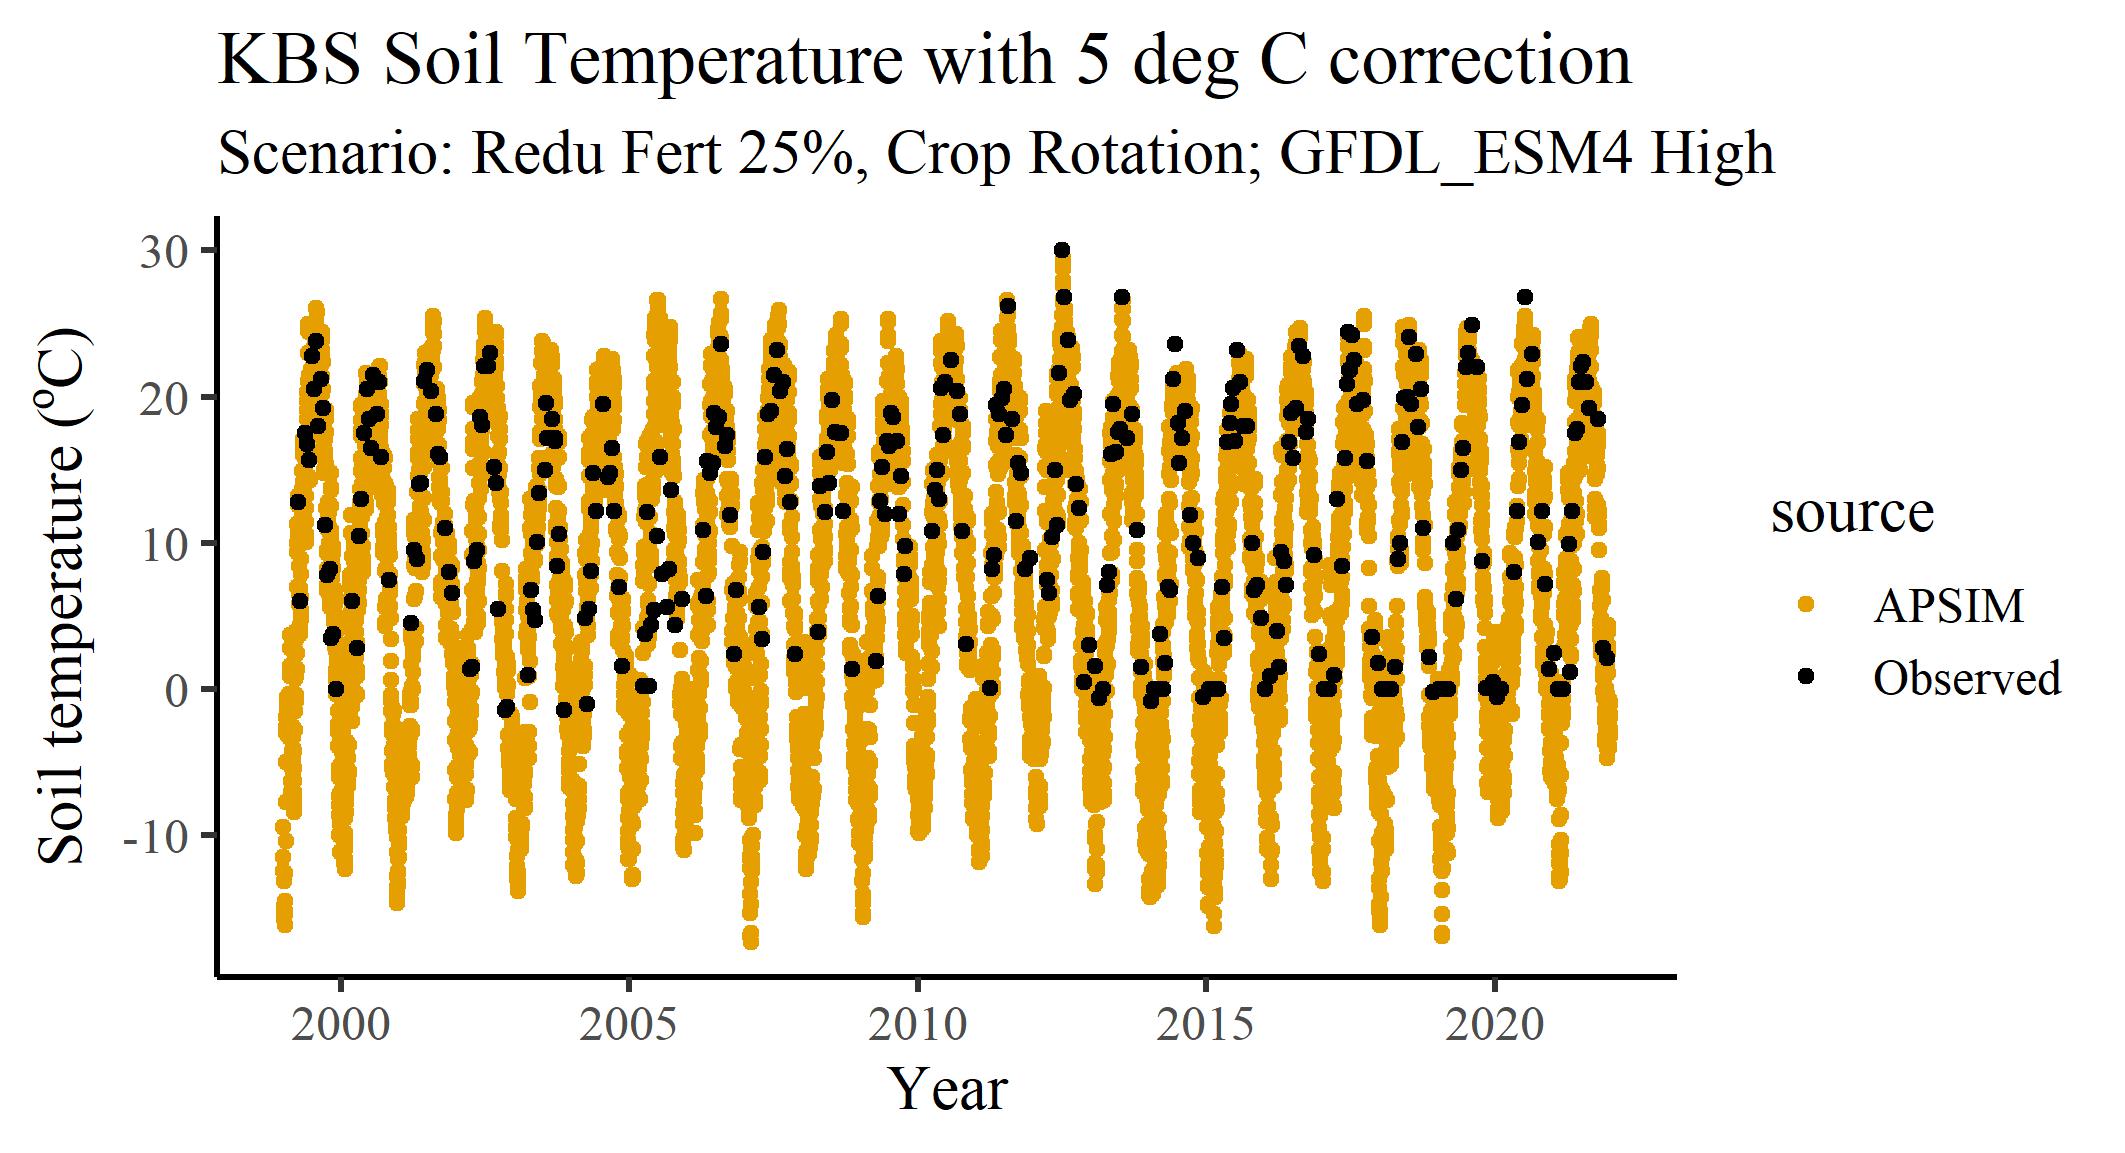 KBS Soil Temperature with 5 deg C correction
Scenario: Redu Fert 25%, Crop Rotation; GFDL_ESM4 High
Soil temperature (ºC)
30
20
10
0
-10
2000 2005 2010 2015 2020
Year
source
APSIM
Observed